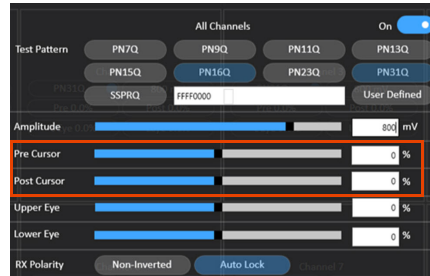 All Channels On
Test Pattern PN7Q PN9Q PN11Q PN13Q
PN15Q PN16Q PN23Q PN31Q
SSPRQ FFFF0000 User Defined
Amplitude 800 mV
Pre Cursor 0 %
Post Cursor 0 %
Upper Eye 0 %
Lower Eye 0 %
RX Polarity Non-Inverted Auto Lock Channel 7